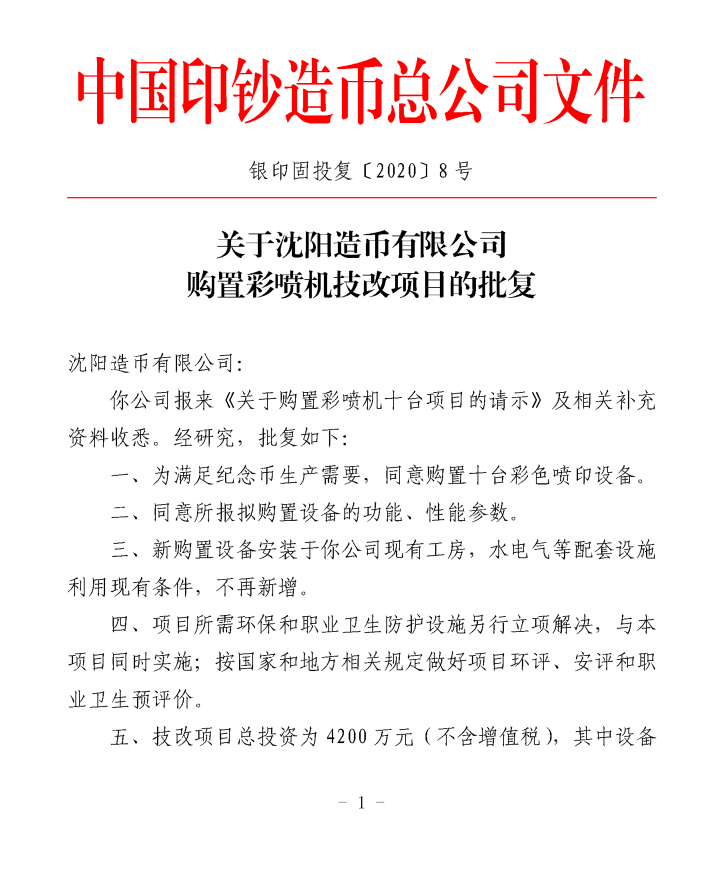 中国印钞造币总公司文件
银印固投复〔2020〕8 号
关于沈阳造币有限公司
购置彩喷机技改项目的批复
沈阳造币有限公司：
你公司报来《关于购置彩喷机十台项目的请示》及相关补充
资料收悉。经研究，批复如下：
一、为满足纪念币生产需要，同意购置十台彩色喷印设备。
二、同意所报拟购置设备的功能、性能参数。
三、新购置设备安装于你公司现有工房，水电气等配套设施
利用现有条件，不再新增。
四、项目所需环保和职业卫生防护设施另行立项解决，与本
项目同时实施；按国家和地方相关规定做好项目环评、安评和职
业卫生预评价。
五、技改项目总投资为 4200 万元（不含增值税），其中设备
- 1 -